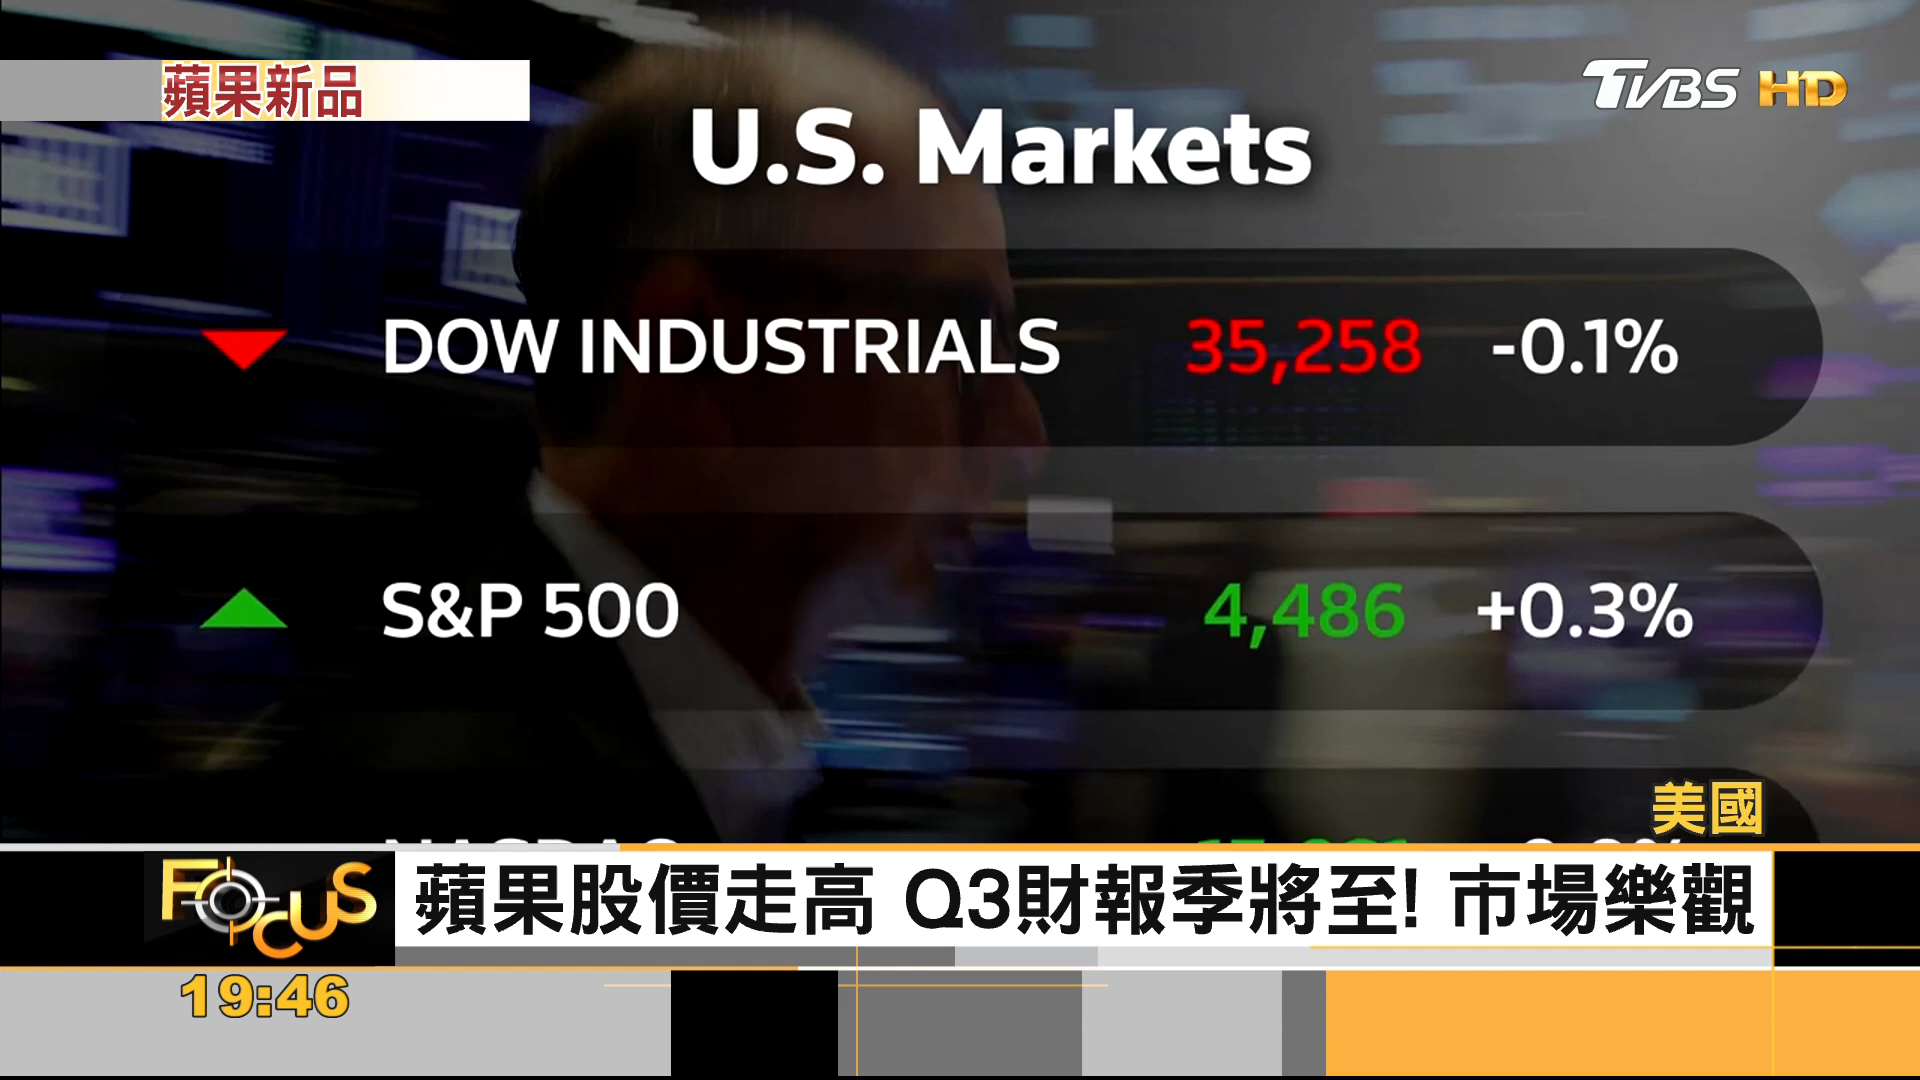 蘋果新品
TVBS HD
U.S. Markets
DOW INDUSTRIALS 35,258 -0.1%
S&P 500 4,486 +0.3%
美國
FOCUS
蘋果股價走高 Q3財報季將至! 市場樂觀
19:46